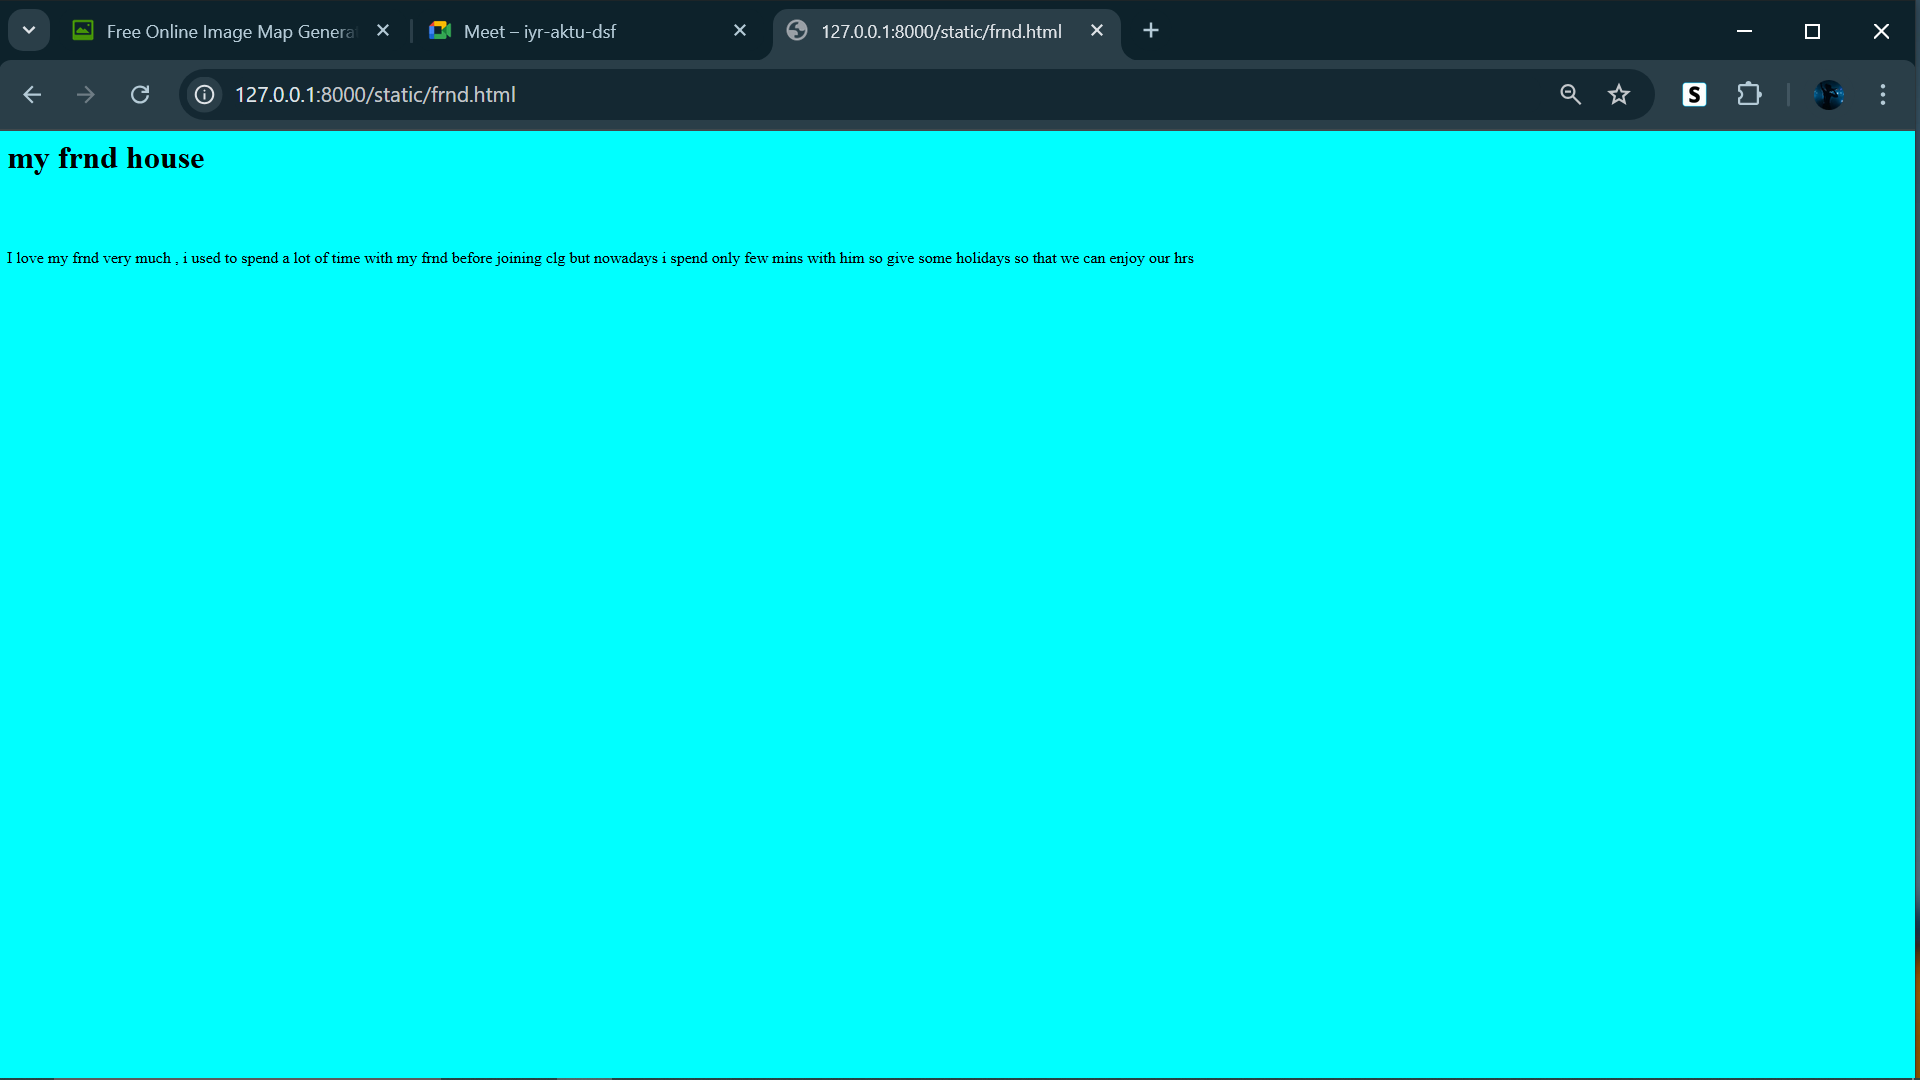 Free Online Image Map Genera
Meet – iyr-aktu-dsf
127.0.0.1:8000/static/frnd.html
127.0.0.1:8000/static/frnd.html
S
my frnd house
I love my frnd very much , i used to spend a lot of time with my frnd before joining clg but nowadays i spend only few mins with him so give some holidays so that we can enjoy our hrs